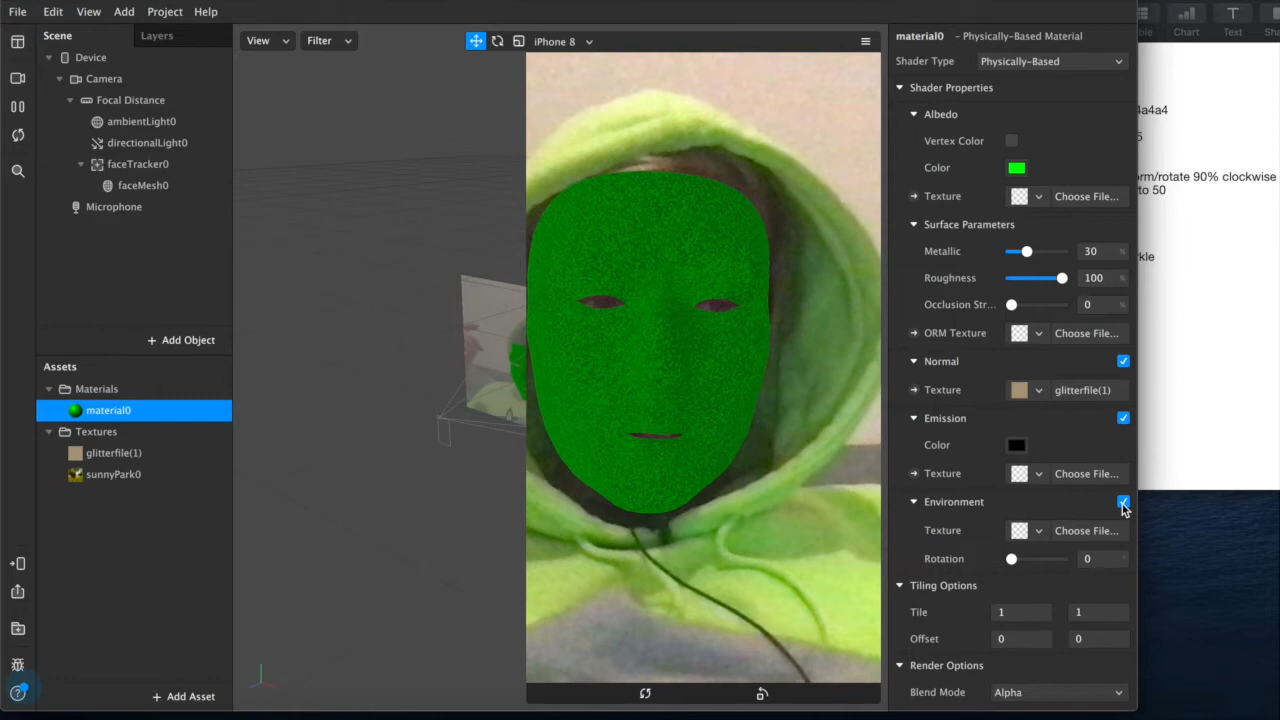 File Edit View Add Project Help
Scene Layers
View Filter iPhone 8
material0 - Physically-Based Material
Device
Shader Type Physically-Based
Camera
Shader Properties
Focal Distance
Albedo
ambientLight0
Vertex Color
directionalLight0
Color
faceTracker0
Texture Choose File...
faceMesh0
Surface Parameters
Microphone
Metallic 30 %
Roughness 100 %
Occlusion Str... 0 %
ORM Texture Choose File...
Add Object
Assets
Normal
Materials
Texture glitterfile(1)
material0
Emission
Textures
Color
glitterfile(1)
Texture Choose File...
sunnyPark0
Environment
Texture Choose File...
Rotation 0 °
Tiling Options
Tile 1 1
Offset 0 0
Render Options
Add Asset
Blend Mode Alpha
Chart Text
4a4a4
5
rm/rotate 90% clockwise
to 50
rkle